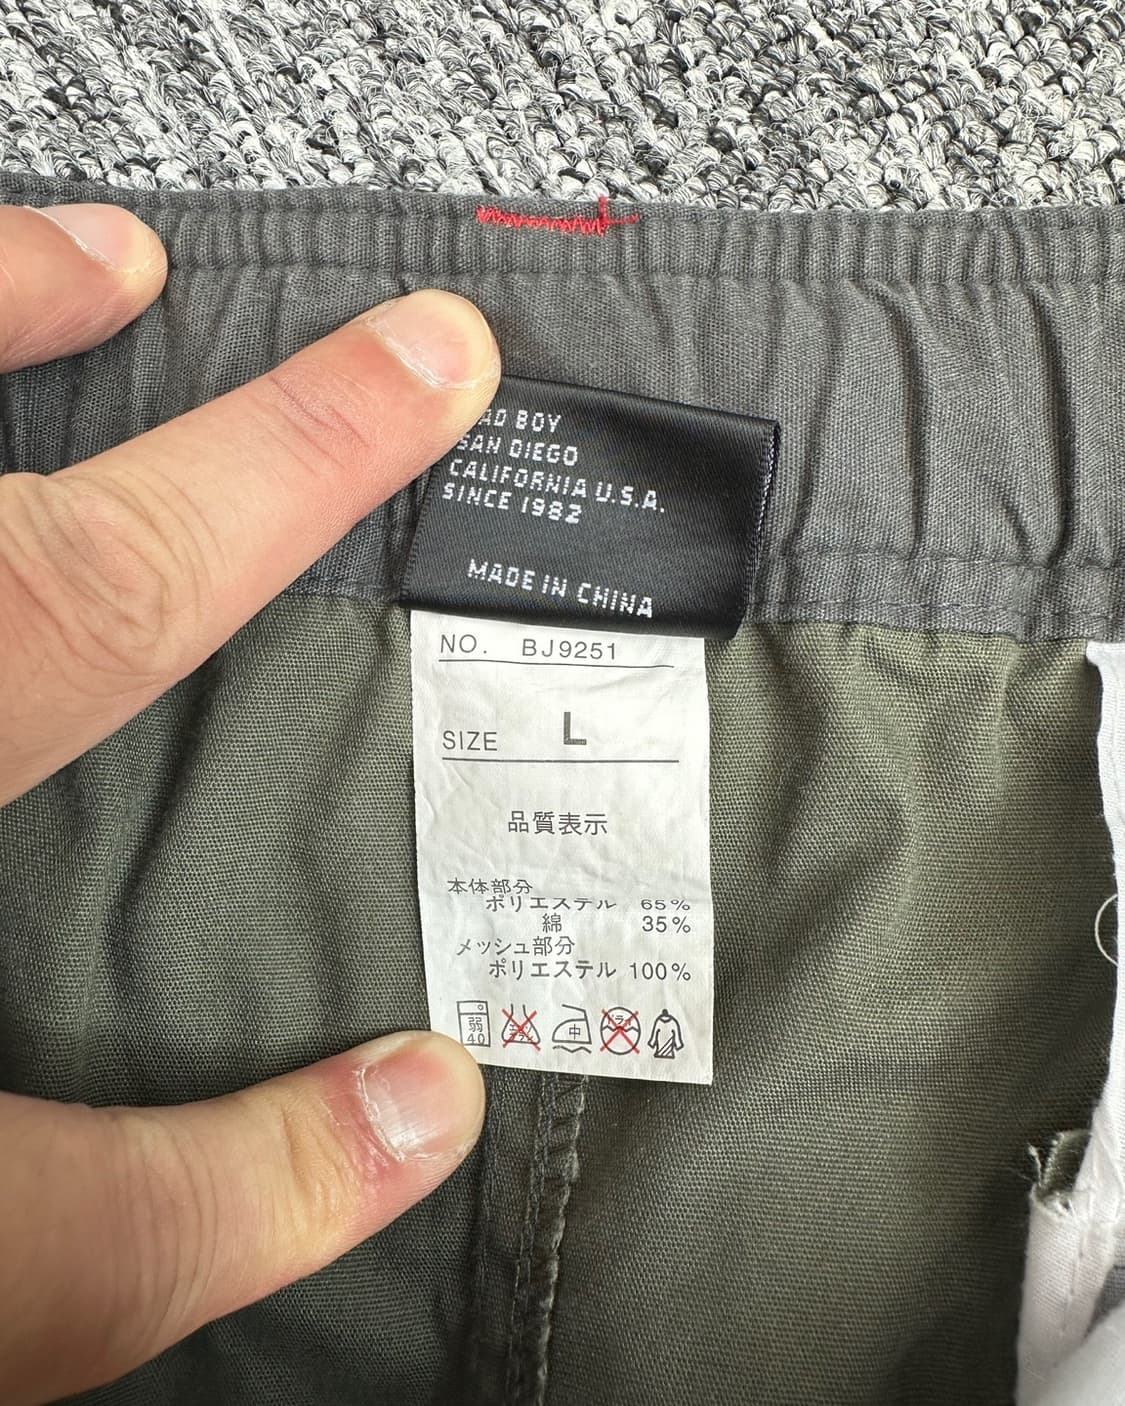 AD BOY
SAN DIEGO
CALIFORNIA U.S.A.
SINCE 1982
MADE IN CHINA
NO. BJ9251
SIZE L
品質表示
本体部分
ポリエステル 65%
綿 35%
メッシュ部分
ポリエステル 100%
弱
40
中